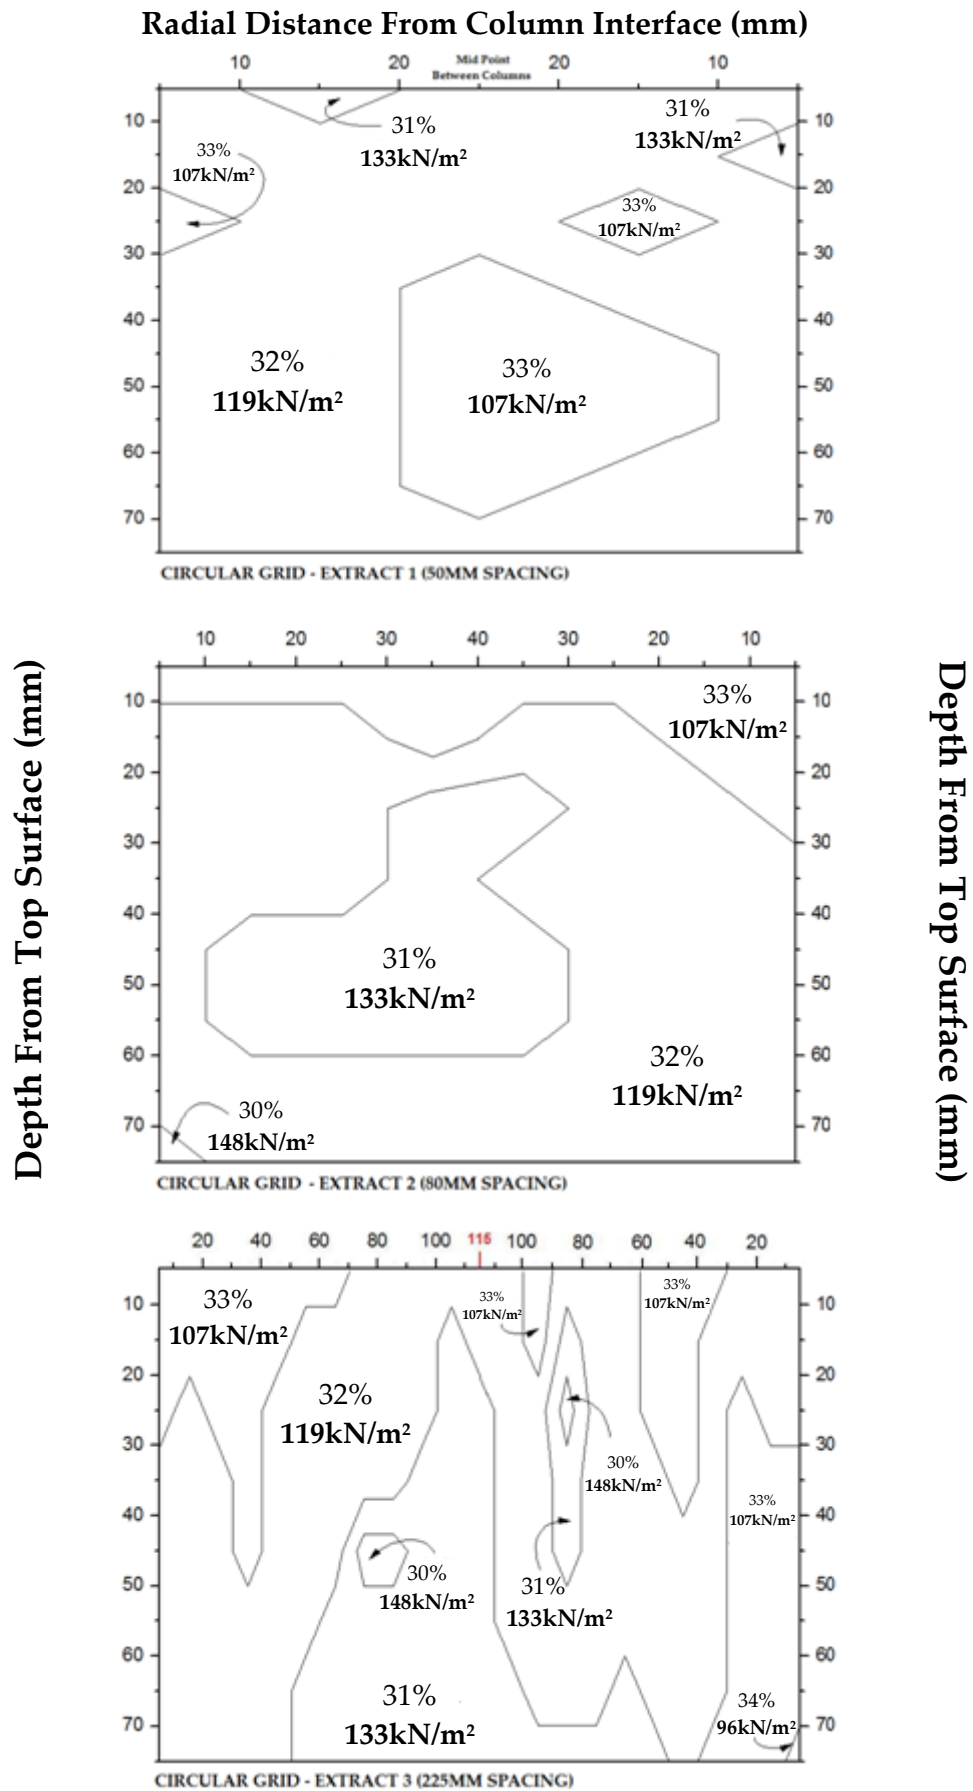 Radial Distance From Column Interface (mm)
10 20 Mid Point 20 10
Between Columns
10 31% 133kN/m² 31% 133kN/m² 10
33%
107kN/m²
20 20
33%
107kN/m²
30 30
40 40
32%
119kN/m²
33%
107kN/m²
50 50
60 60
70 70
CIRCULAR GRID - EXTRACT 1 (50MM SPACING)
Depth From Top Surface (mm)
Depth From Top Surface (mm)
10 20 30 40 30 20 10
33%
107kN/m²
10 10
20 20
30 30
40 40
31%
133kN/m²
50 50
60 60
32%
119kN/m²
30%
148kN/m²
70 70
CIRCULAR GRID - EXTRACT 2 (80MM SPACING)
20 40 60 80 100 115 100 80 60 40 20
33%
107kN/m²
33%
107kN/m²
33%
107kN/m²
10 10
20 20
32%
119kN/m²
30 30
30%
148kN/m²
40 40
33%
107kN/m²
30%
148kN/m²
31%
133kN/m²
50 50
60 60
31%
133kN/m²
34%
96kN/m²
70 70
CIRCULAR GRID - EXTRACT 3 (225MM SPACING)